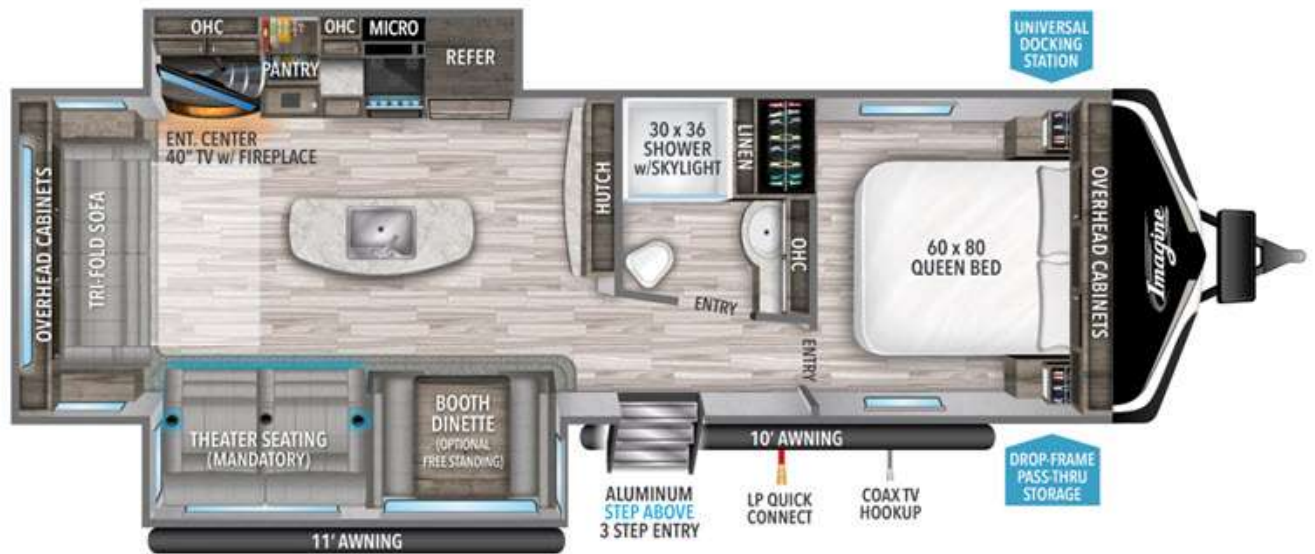 OHC
OHC
MICRO
PANTRY
REFER
UNIVERSAL
DOCKING
STATION
ENT. CENTER
40" TV w/ FIREPLACE
OVERHEAD CABINETS
TRI-FOLD SOFA
HUTCH
30 x 36
SHOWER
w/SKYLIGHT
LINEN
OHC
ENTRY
ENTRY
60 x 80
QUEEN BED
OVERHEAD CABINETS
Imagine
THEATER SEATING
(MANDATORY)
BOOTH
DINETTE
(OPTIONAL
FREE STANDING)
10' AWNING
11' AWNING
ALUMINUM
STEP ABOVE
3 STEP ENTRY
LP QUICK
CONNECT
COAX TV
HOOKUP
DROP-FRAME
PASS-THRU
STORAGE